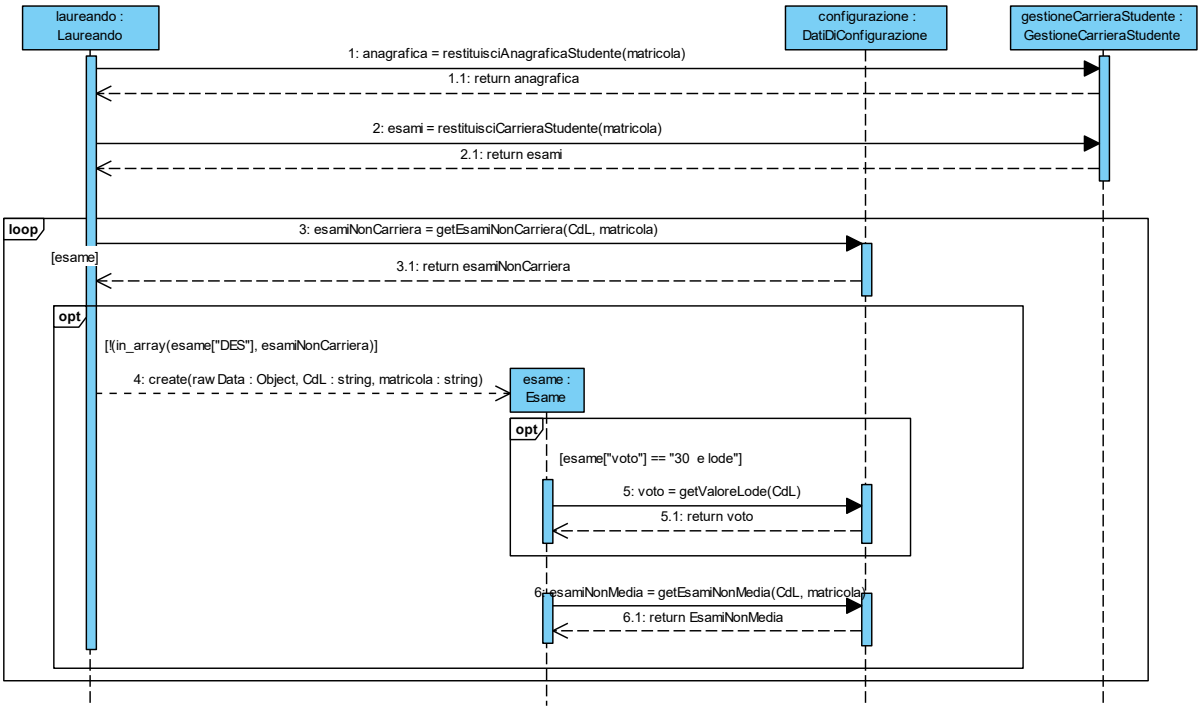 laureando :
Laureando
configurazione :
DatiDiConfigurazione
gestioneCarrieraStudente :
GestioneCarrieraStudente
1: anagrafica = restituisciAnagraficaStudente(matricola)
1.1: return anagrafica
2: esami = restituisciCarrieraStudente(matricola)
2.1: return esami
loop
3: esamiNonCarriera = getEsamiNonCarriera(CdL, matricola)
[esame]
3.1: return esamiNonCarriera
opt
[!(in_array(esame["DES"], esamiNonCarriera)]
4: create(raw Data : Object, CdL : string, matricola : string)
esame :
Esame
opt
[esame["voto"] == "30 e lode"]
5: voto = getValoreLode(CdL)
5.1: return voto
6: esamiNonMedia = getEsamiNonMedia(CdL, matricola)
6.1: return EsamiNonMedia